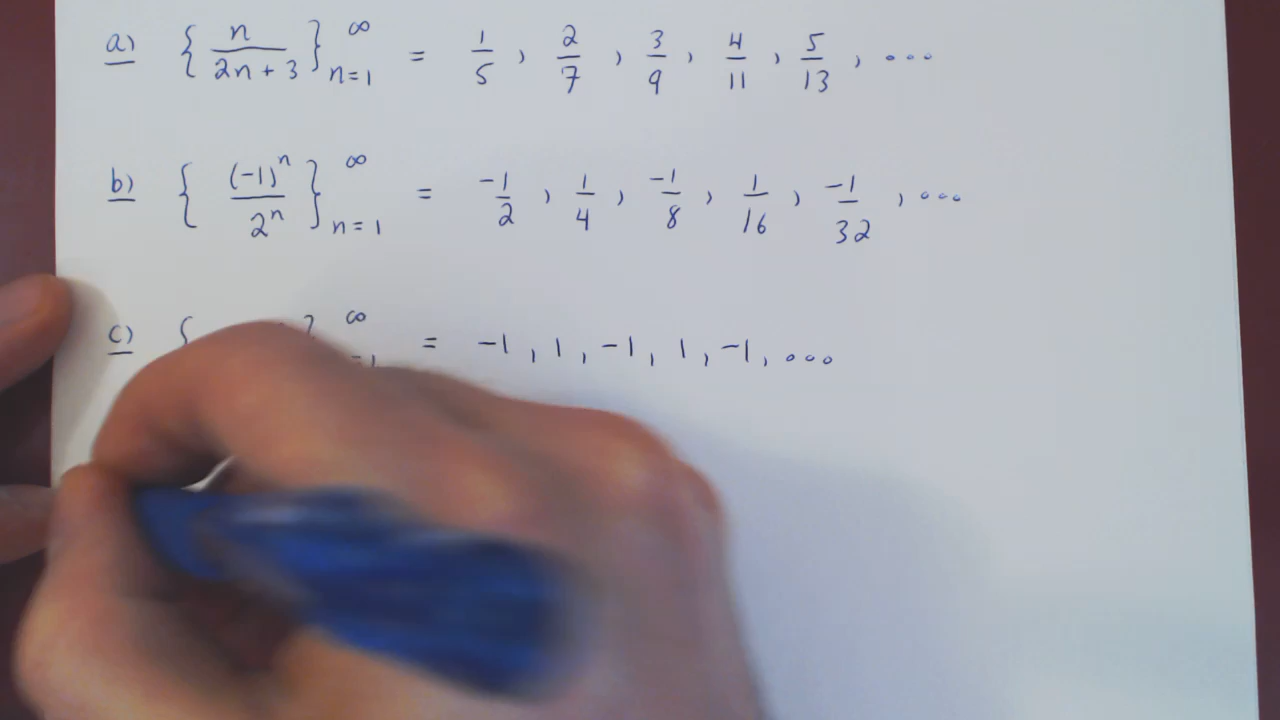 a) { n / 2n + 3 }_{n=1}^{∞} = 1/5 , 2/7 , 3/9 , 4/11 , 5/13 , ...
b) { (-1)^n / 2^n }_{n=1}^{∞} = -1/2 , 1/4 , -1/8 , 1/16 , -1/32 , ...
c) { }^{∞} = -1 , 1 , -1 , 1 , -1 , ...